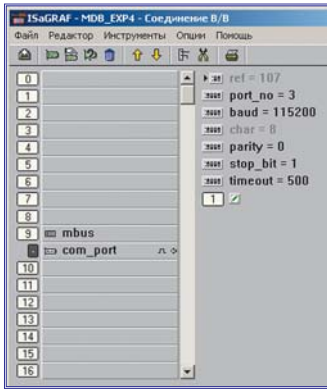 ISaGRAF - MDB_EXP4 - Соединение В/В
Файл Редактор Инструменты Опции Помощь
0
1
2
3
4
5
6
7
8
9 mbus
com_port
10
11
12
13
14
15
16
ref = 107
port_no = 3
baud = 115200
char = 8
parity = 0
stop_bit = 1
timeout = 500
1